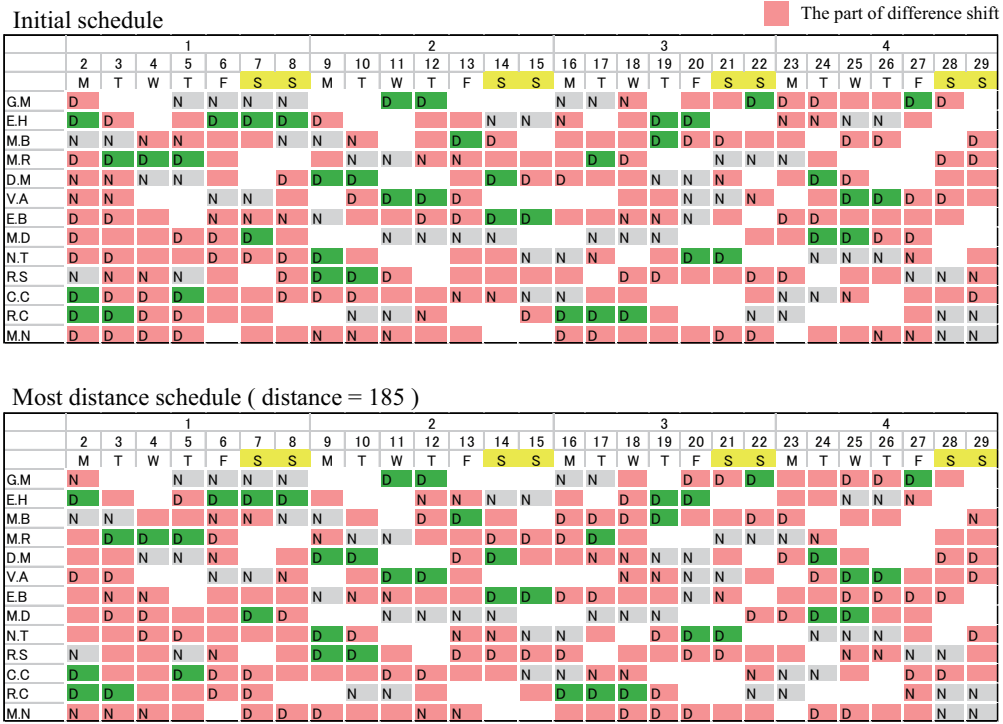 Initial schedule
The part of difference shift
1 2 3 4
2 3 4 5 6 7 8 9 10 11 12 13 14 15 16 17 18 19 20 21 22 23 24 25 26 27 28 29
M T W T F S S M T W T F S S M T W T F S S M T W T F S S
G.M D N N N N D D N N N D D D D D
E.H D D D D D D N N N D D N N N N
M.B N N N N N N N D D D D D D D D
M.R D D D D N N N N D D N N N D D
D.M N N N N D D D D D D N N N D D
V.A N N N N D D D D N N N D D D D
E.B D D N N N N D D D D N N N D D
M.D D D D D N N N N N N N D D D D
N.T D D D D D D N N N D D N N N N
R.S N N N N D D D D D D D D N N N
C.C D D D D D D D N N N N N N N D
R.C D D D D N N N D D D D N N N N
M.N D D D D N N N D D D D N N N N
Most distance schedule ( distance = 185 )
1 2 3 4
2 3 4 5 6 7 8 9 10 11 12 13 14 15 16 17 18 19 20 21 22 23 24 25 26 27 28 29
M T W T F S S M T W T F S S M T W T F S S M T W T F S S
G.M N N N N N D D N N D D D D D D
E.H D D D D D N N N N D D D N N N
M.B N N N N N N D D D D D D D D N
M.R D D D D N N N D D D D N N N N
D.M N N N D D D D N N N N D D D D
V.A D D N N N D D N N N N D D D D
E.B N N N N N D D D D N N D D D D
M.D D D D D N N N N N N N D D D D
N.T D D D D N N N N D D D N N N D
R.S N N N D D D D D D D D N N N N
C.C D D D D D D N N N N N N N D D
R.C D D D D N N D D D D N N N N N
M.N N N N D D D D N N D D D D D N N